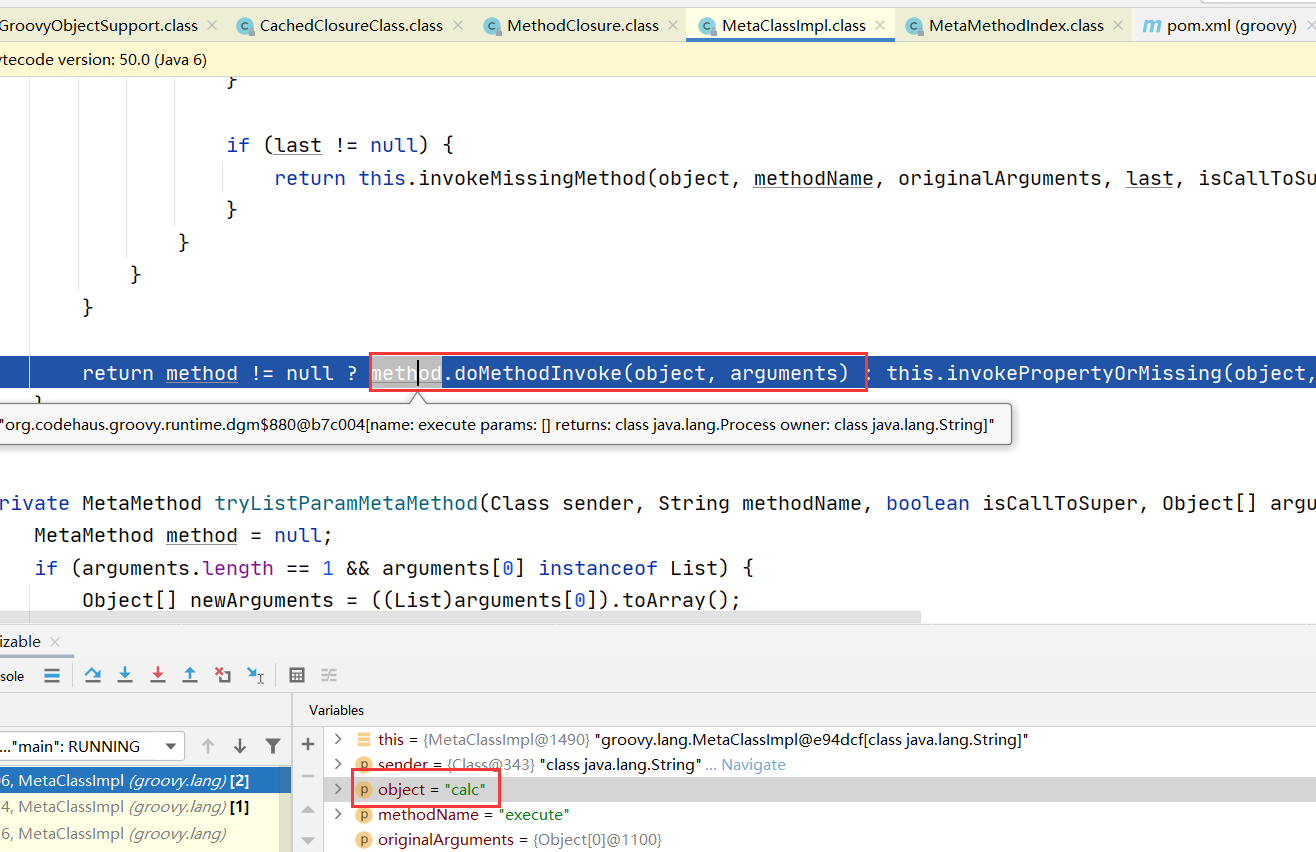 GroovyObjectSupport.class CachedClosureClass.class MethodClosure.class MetaClassImpl.class MetaMethodIndex.class pom.xml (groovy)
ytecode version: 50.0 (Java 6)
}
if (last != null) {
return this.invokeMissingMethod(object, methodName, originalArguments, last, isCallToSu
}
}
}
}
return method != null ? method.doMethodInvoke(object, arguments) : this.invokePropertyOrMissing(object,
}
"org.codehaus.groovy.runtime.dgm$880@b7c004[name: execute params: [] returns: class java.lang.Process owner: class java.lang.String]"
rivate MetaMethod tryListParamMetaMethod(Class sender, String methodName, boolean isCallToSuper, Object[] argu
MetaMethod method = null;
if (arguments.length == 1 && arguments[0] instanceof List) {
Object[] newArguments = ((List)arguments[0]).toArray();
izable
sole
Variables
..."main": RUNNING
this = {MetaClassImpl@1490} "groovy.lang.MetaClassImpl@e94dcf[class java.lang.String]"
sender = {Class@343} "class java.lang.String" ... Navigate
6, MetaClassImpl (groovy.lang) [2]
object = "calc"
4, MetaClassImpl (groovy.lang) [1]
methodName = "execute"
6, MetaClassImpl (groovy.lang)
originalArguments = {Object[0]@1100}